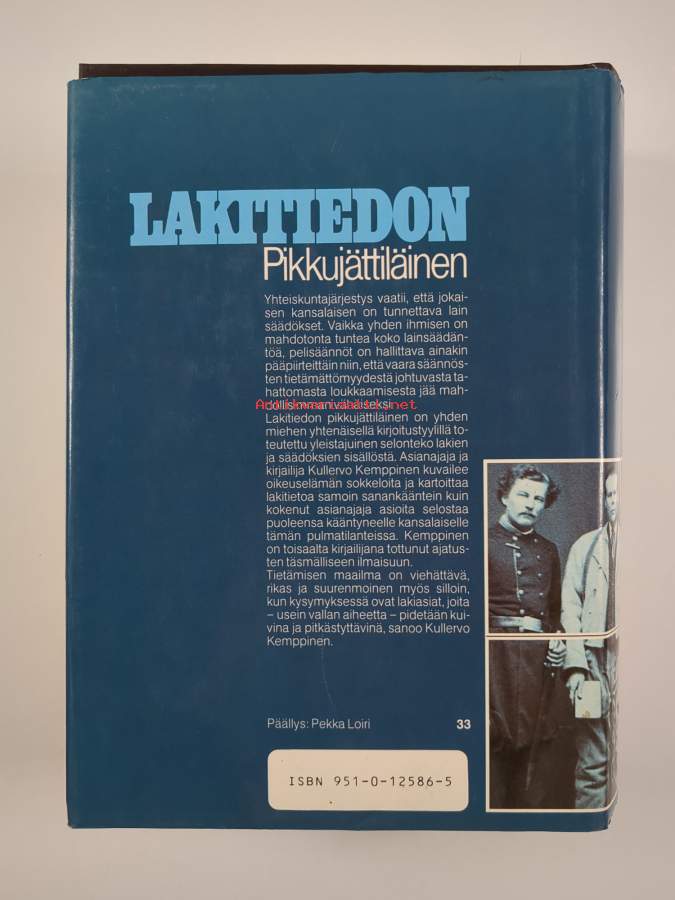 LAKITIEDON
Pikkujättiläinen
Yhteiskuntajärjestys vaatii, että jokai-
sen kansalaisen on tunnettava lain
säädökset. Vaikka yhden ihmisen on
mahdotonta tuntea koko lainsäädän-
töä, pelisäännöt on hallittava ainakin
pääpiirteittäin niin, että vaara säännös-
ten tietämättömyydestä johtuvasta ta-
hattomasta loukkaamisesta jää mah-
dollisimman vähäiseksi.
Antikvariaatit.net
Lakitiedon pikkujättiläinen on yhden
miehen yhtenäisellä kirjoitustyylillä to-
teutettu yleistajuinen selonteko lakien
ja säädöksien sisällöstä. Asianajaja ja
kirjailija Kullervo Kemppinen kuvailee
oikeuselämän sokkeloita ja kartoittaa
lakitietoa samoin sanankääntein kuin
kokenut asianajaja asioita selostaa
puoleensa kääntyneelle kansalaiselle
tämän pulmatilanteissa. Kemppinen
on toisaalta kirjailijana tottunut ajatus-
ten täsmälliseen ilmaisuun.
Tietämisen maailma on viehättävä,
rikas ja suurenmoinen myös silloin,
kun kysymyksessä ovat lakiasiat, joita
– usein vallan aiheetta – pidetään kui-
vina ja pitkästyttävinä, sanoo Kullervo
Kemppinen.
Päällys: Pekka Loiri 33
ISBN 951-0-12586-5